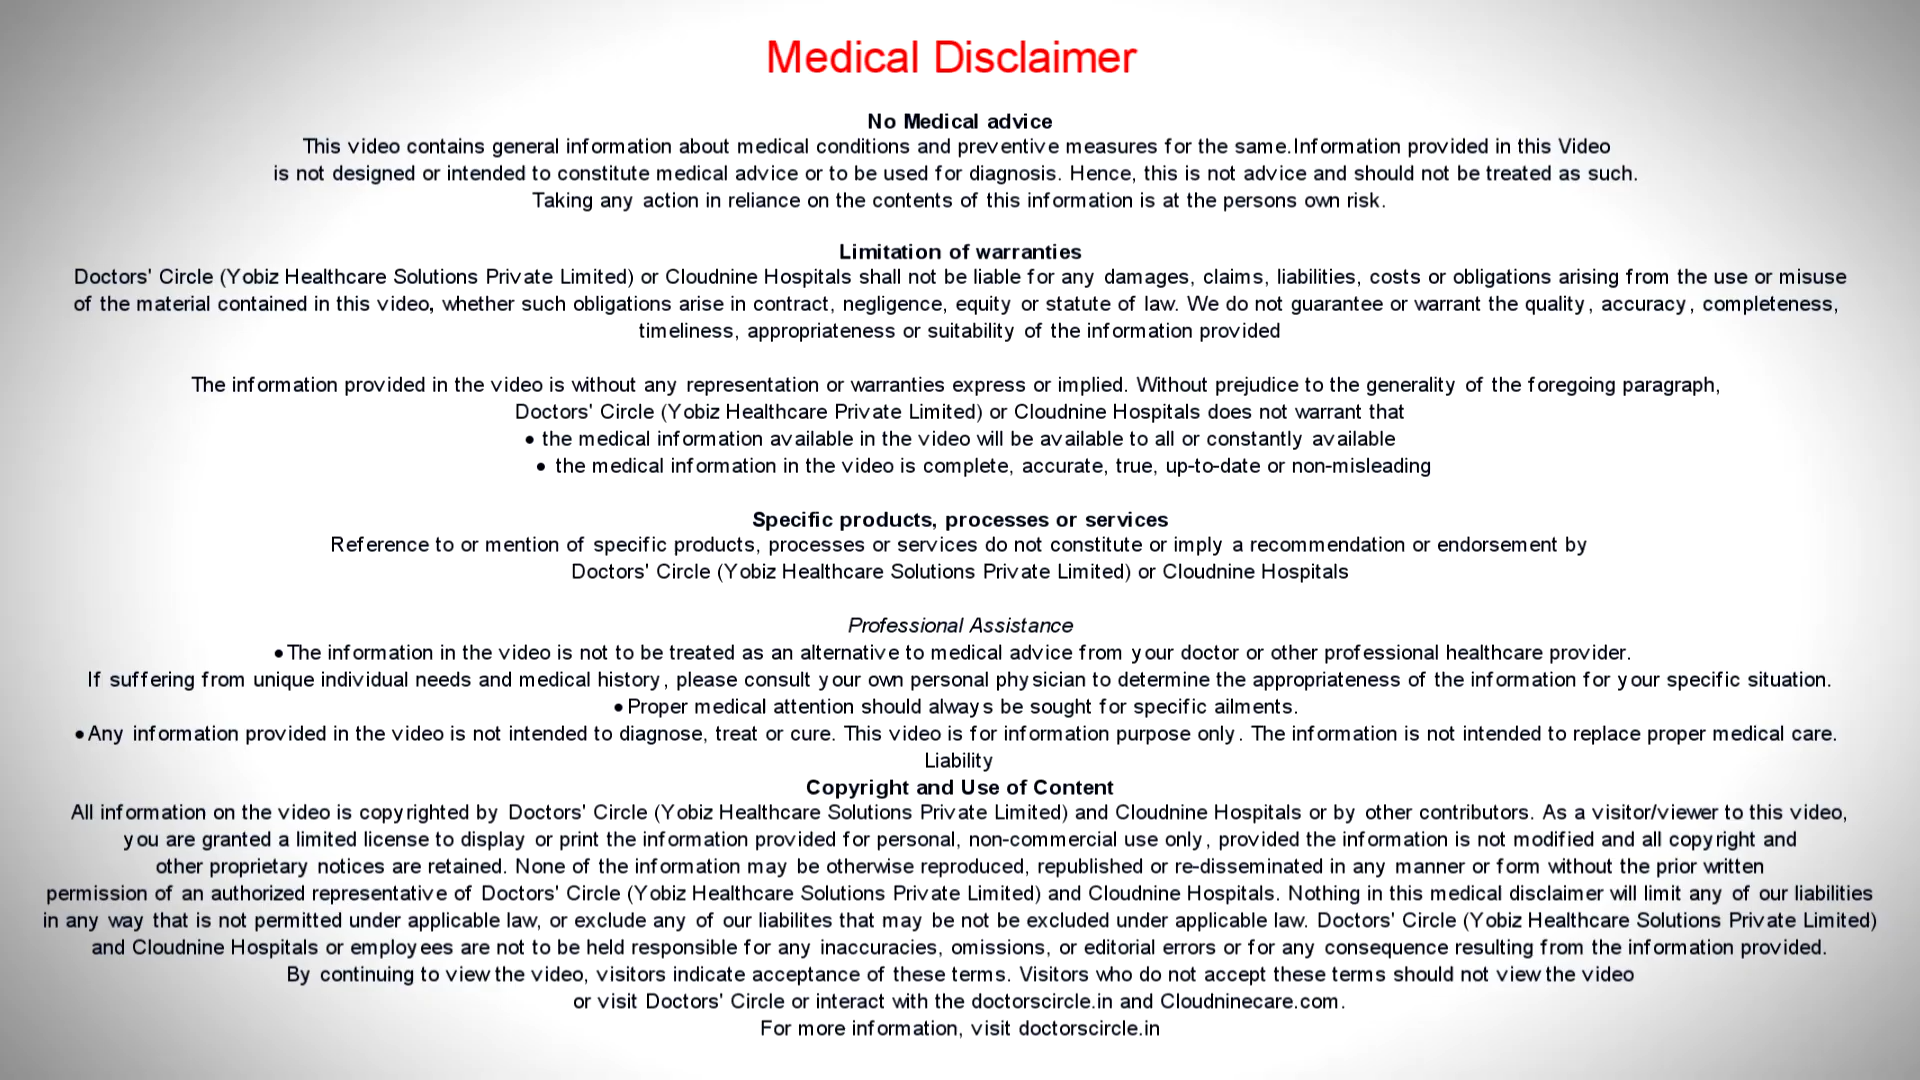 Medical Disclaimer
No Medical advice
This video contains general information about medical conditions and preventive measures for the same.Information provided in this Video
is not designed or intended to constitute medical advice or to be used for diagnosis. Hence, this is not advice and should not be treated as such.
Taking any action in reliance on the contents of this information is at the persons own risk.
Limitation of warranties
Doctors' Circle (Yobiz Healthcare Solutions Private Limited) or Cloudnine Hospitals shall not be liable for any damages, claims, liabilities, costs or obligations arising from the use or misuse
of the material contained in this video, whether such obligations arise in contract, negligence, equity or statute of law. We do not guarantee or warrant the quality, accuracy, completeness,
timeliness, appropriateness or suitability of the information provided
The information provided in the video is without any representation or warranties express or implied. Without prejudice to the generality of the foregoing paragraph,
Doctors' Circle (Yobiz Healthcare Private Limited) or Cloudnine Hospitals does not warrant that
• the medical information available in the video will be available to all or constantly available
• the medical information in the video is complete, accurate, true, up-to-date or non-misleading
Specific products, processes or services
Reference to or mention of specific products, processes or services do not constitute or imply a recommendation or endorsement by
Doctors' Circle (Yobiz Healthcare Solutions Private Limited) or Cloudnine Hospitals
Professional Assistance
•The information in the video is not to be treated as an alternative to medical advice from your doctor or other professional healthcare provider.
If suffering from unique individual needs and medical history, please consult your own personal physician to determine the appropriateness of the information for your specific situation.
•Proper medical attention should always be sought for specific ailments.
•Any information provided in the video is not intended to diagnose, treat or cure. This video is for information purpose only. The information is not intended to replace proper medical care.
Liability
Copyright and Use of Content
All information on the video is copyrighted by Doctors' Circle (Yobiz Healthcare Solutions Private Limited) and Cloudnine Hospitals or by other contributors. As a visitor/viewer to this video,
you are granted a limited license to display or print the information provided for personal, non-commercial use only, provided the information is not modified and all copyright and
other proprietary notices are retained. None of the information may be otherwise reproduced, republished or re-disseminated in any manner or form without the prior written
permission of an authorized representative of Doctors' Circle (Yobiz Healthcare Solutions Private Limited) and Cloudnine Hospitals. Nothing in this medical disclaimer will limit any of our liabilities
in any way that is not permitted under applicable law, or exclude any of our liabilites that may be not be excluded under applicable law. Doctors' Circle (Yobiz Healthcare Solutions Private Limited)
and Cloudnine Hospitals or employees are not to be held responsible for any inaccuracies, omissions, or editorial errors or for any consequence resulting from the information provided.
By continuing to view the video, visitors indicate acceptance of these terms. Visitors who do not accept these terms should not view the video
or visit Doctors' Circle or interact with the doctorscircle.in and Cloudninecare.com.
For more information, visit doctorscircle.in